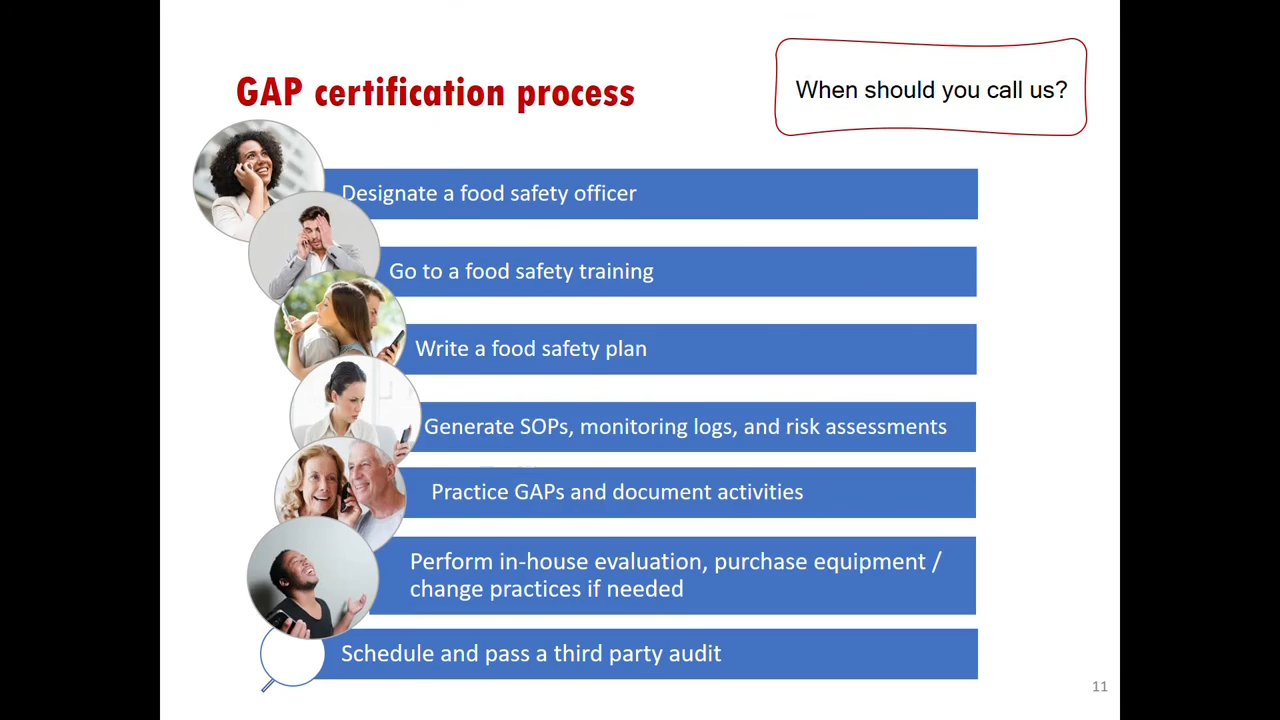 GAP certification process
When should you call us?
Designate a food safety officer
Go to a food safety training
Write a food safety plan
Generate SOPs, monitoring logs, and risk assessments
Practice GAPs and document activities
Perform in-house evaluation, purchase equipment /
change practices if needed
Schedule and pass a third party audit
11